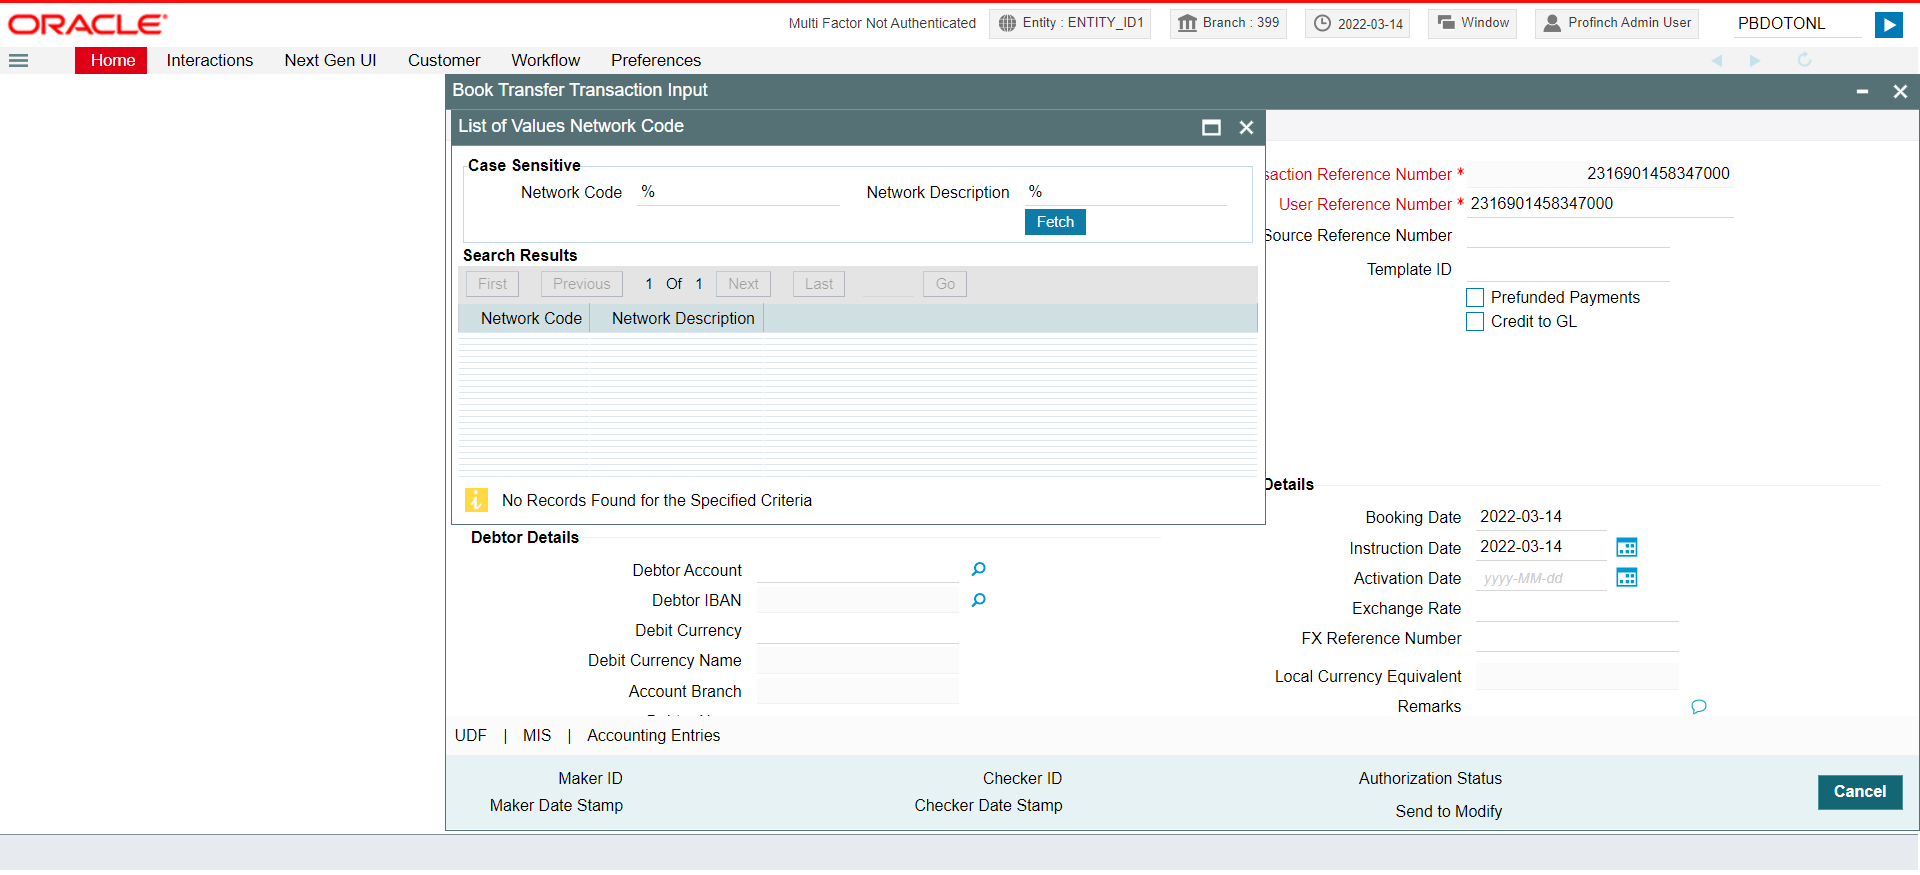 ORACLE
Multi Factor Not Authenticated
Entity : ENTITY_ID1
Branch : 399
2022-03-14
Window
Profinch Admin User
PBDOTONL
Home Interactions Next Gen UI Customer Workflow Preferences
Book Transfer Transaction Input
List of Values Network Code
Case Sensitive
Network Code %
Network Description %
Fetch
Search Results
First Previous 1 Of 1 Next Last Go
Network Code Network Description
No Records Found for the Specified Criteria
saction Reference Number * 2316901458347000
User Reference Number * 2316901458347000
Source Reference Number
Template ID
Prefunded Payments
Credit to GL
Details
Booking Date 2022-03-14
Instruction Date 2022-03-14
Activation Date yyyy-MM-dd
Exchange Rate
FX Reference Number
Local Currency Equivalent
Remarks
Debtor Details
Debtor Account
Debtor IBAN
Debit Currency
Debit Currency Name
Account Branch
UDF | MIS | Accounting Entries
Maker ID Checker ID Authorization Status
Maker Date Stamp Checker Date Stamp
Send to Modify
Cancel